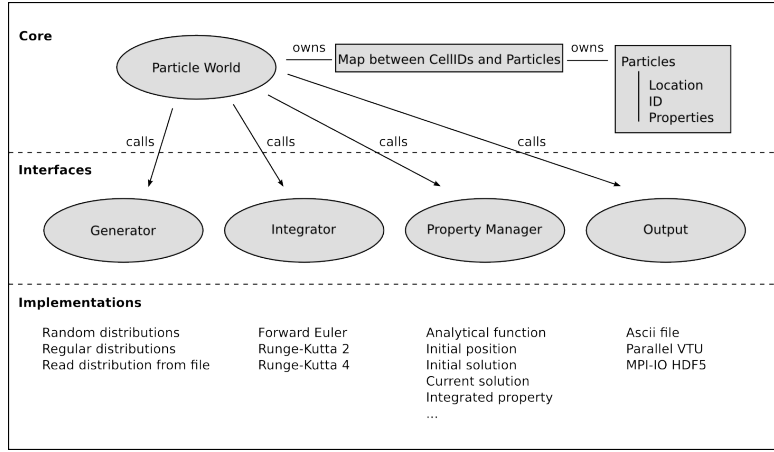 Core
Particle World
owns
Map between CellIDs and Particles
owns
Particles
Location
ID
Properties
calls
calls
calls
calls
Interfaces
Generator
Integrator
Property Manager
Output
Implementations
Random distributions
Regular distributions
Read distribution from file
Forward Euler
Runge-Kutta 2
Runge-Kutta 4
Analytical function
Initial position
Initial solution
Current solution
Integrated property
...
Ascii file
Parallel VTU
MPI-IO HDF5